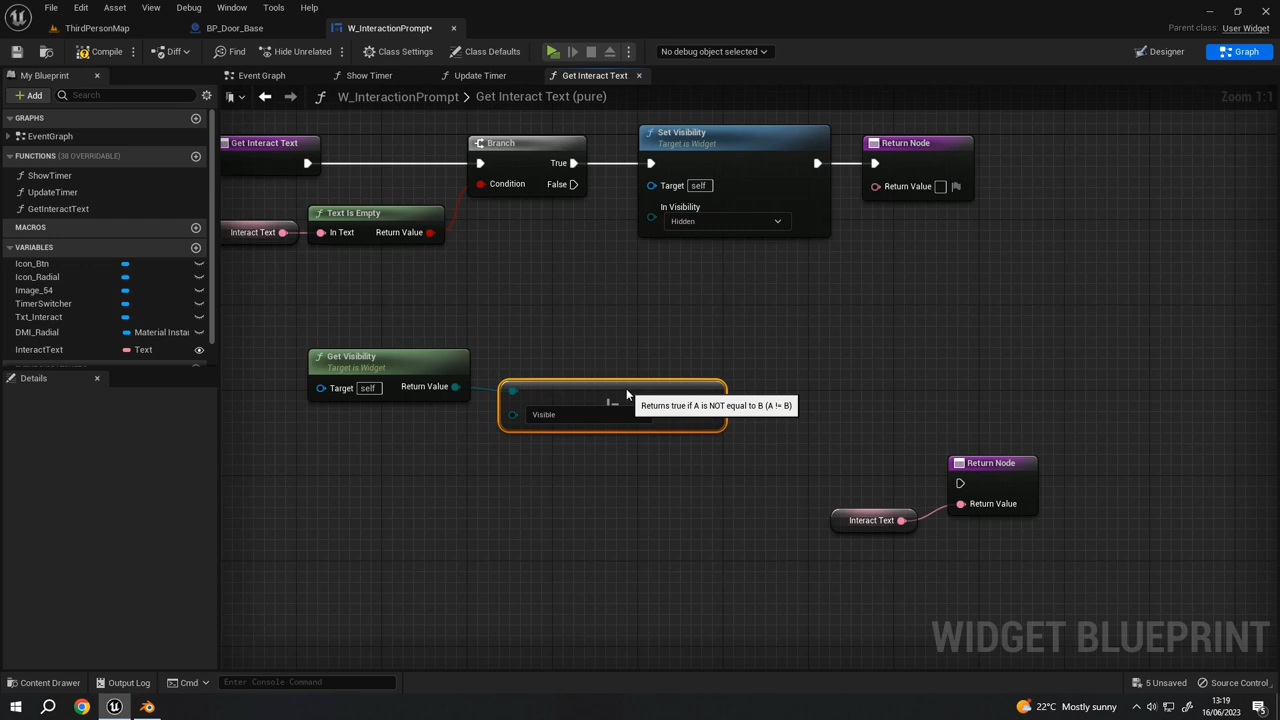 File Edit Asset View Debug Window Tools Help
ThirdPersonMap BP_Door_Base W_InteractionPrompt•
Parent class: User Widget
Compile Diff Find Hide Unrelated Class Settings Class Defaults No debug object selected Designer Graph
My Blueprint Event Graph Show Timer Update Timer Get Interact Text
Add Search
W_InteractionPrompt > Get Interact Text (pure)
Zoom 1:1
GRAPHS
EventGraph
FUNCTIONS (38 OVERRIDABLE)
ShowTimer
UpdateTimer
GetInteractText
MACROS
VARIABLES
Icon_Btn
Icon_Radial
Image_54
TimerSwitcher
Txt_Interact
DMI_Radial Material Insta
InteractText Text
Details
Get Interact Text
Branch
True
Condition False
Set Visibility
Target is Widget
Target self
In Visibility
Hidden
Return Node
Return Value
Text Is Empty
Interact Text In Text Return Value
Get Visibility
Target is Widget
Target self Return Value
!=
Visible
Returns true if A is NOT equal to B (A != B)
Return Node
Return Value
Interact Text
WIDGET BLUEPRINT
Content Drawer Output Log Cmd Enter Console Command 5 Unsaved Source Control
22°C Mostly sunny
13:19
16/06/2023